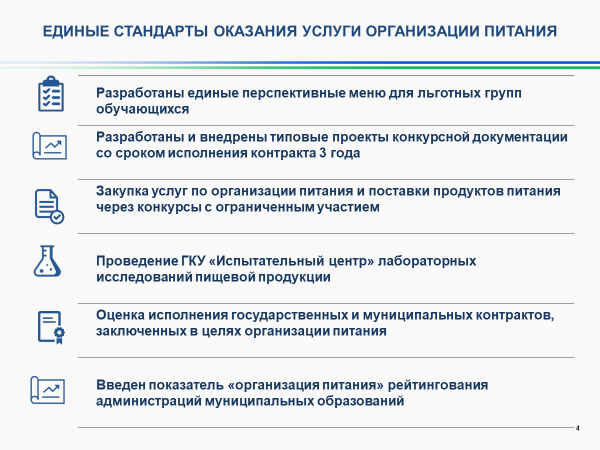 ЕДИНЫЕ СТАНДАРТЫ ОКАЗАНИЯ УСЛУГИ ОРГАНИЗАЦИИ ПИТАНИЯ
Разработаны единые перспективные меню для льготных групп
обучающихся
Разработаны и внедрены типовые проекты конкурсной документации
со сроком исполнения контракта 3 года
Закупка услуг по организации питания и поставки продуктов питания
через конкурсы с ограниченным участием
Проведение ГКУ «Испытательный центр» лабораторных
исследований пищевой продукции
Оценка исполнения государственных и муниципальных контрактов,
заключенных в целях организации питания
Введен показатель «организация питания» рейтингования
администраций муниципальных образований
4